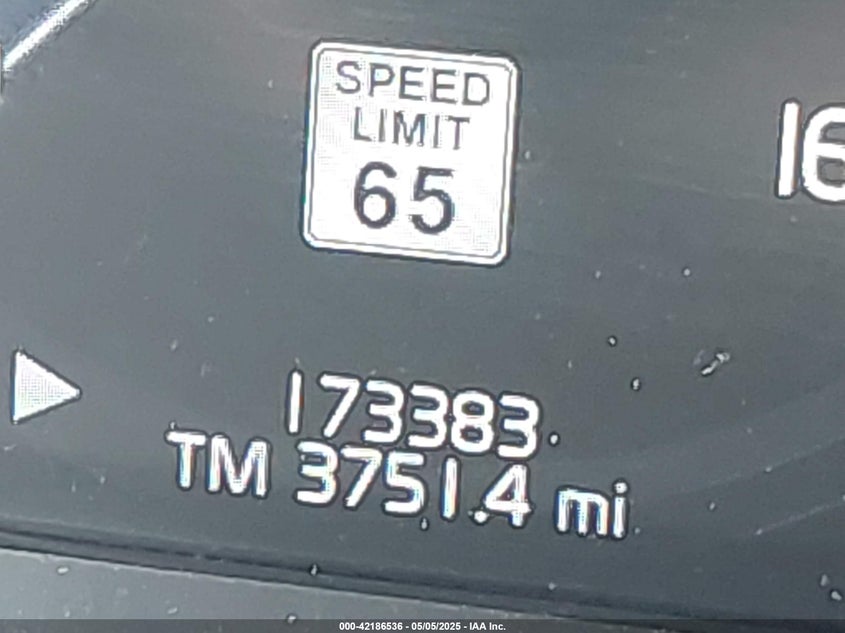 SPEED
LIMIT
65
16
173383
TM 3751.4 mi
000-42186536 - 05/05/2025 - IAA Inc.